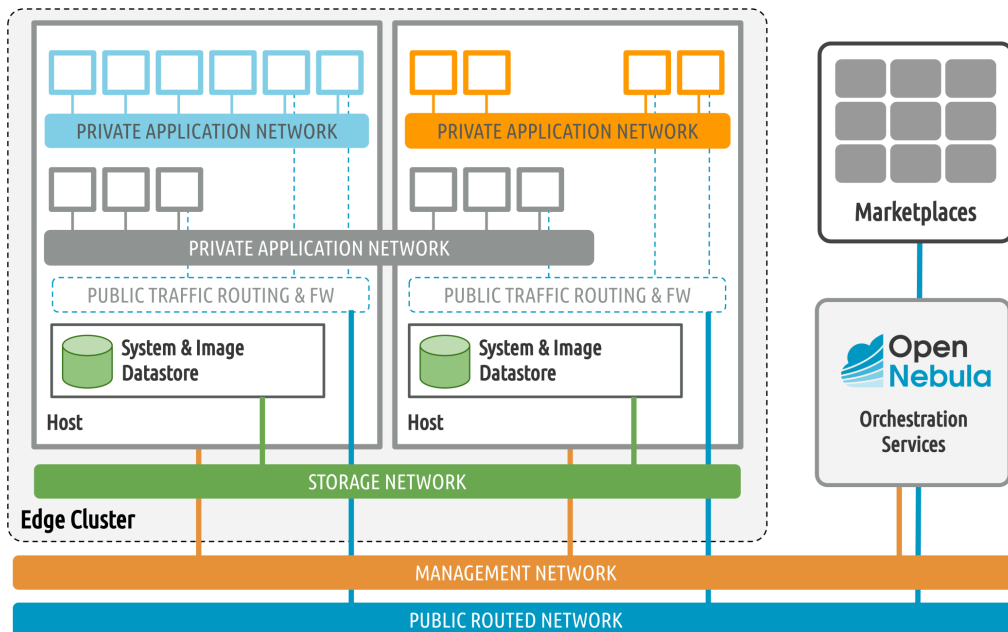 PRIVATE APPLICATION NETWORK
PRIVATE APPLICATION NETWORK
PRIVATE APPLICATION NETWORK
PUBLIC TRAFFIC ROUTING & FW
PUBLIC TRAFFIC ROUTING & FW
System & Image
Datastore
System & Image
Datastore
Host
Host
STORAGE NETWORK
Edge Cluster
Marketplaces
Open
Nebula
Orchestration
Services
MANAGEMENT NETWORK
PUBLIC ROUTED NETWORK